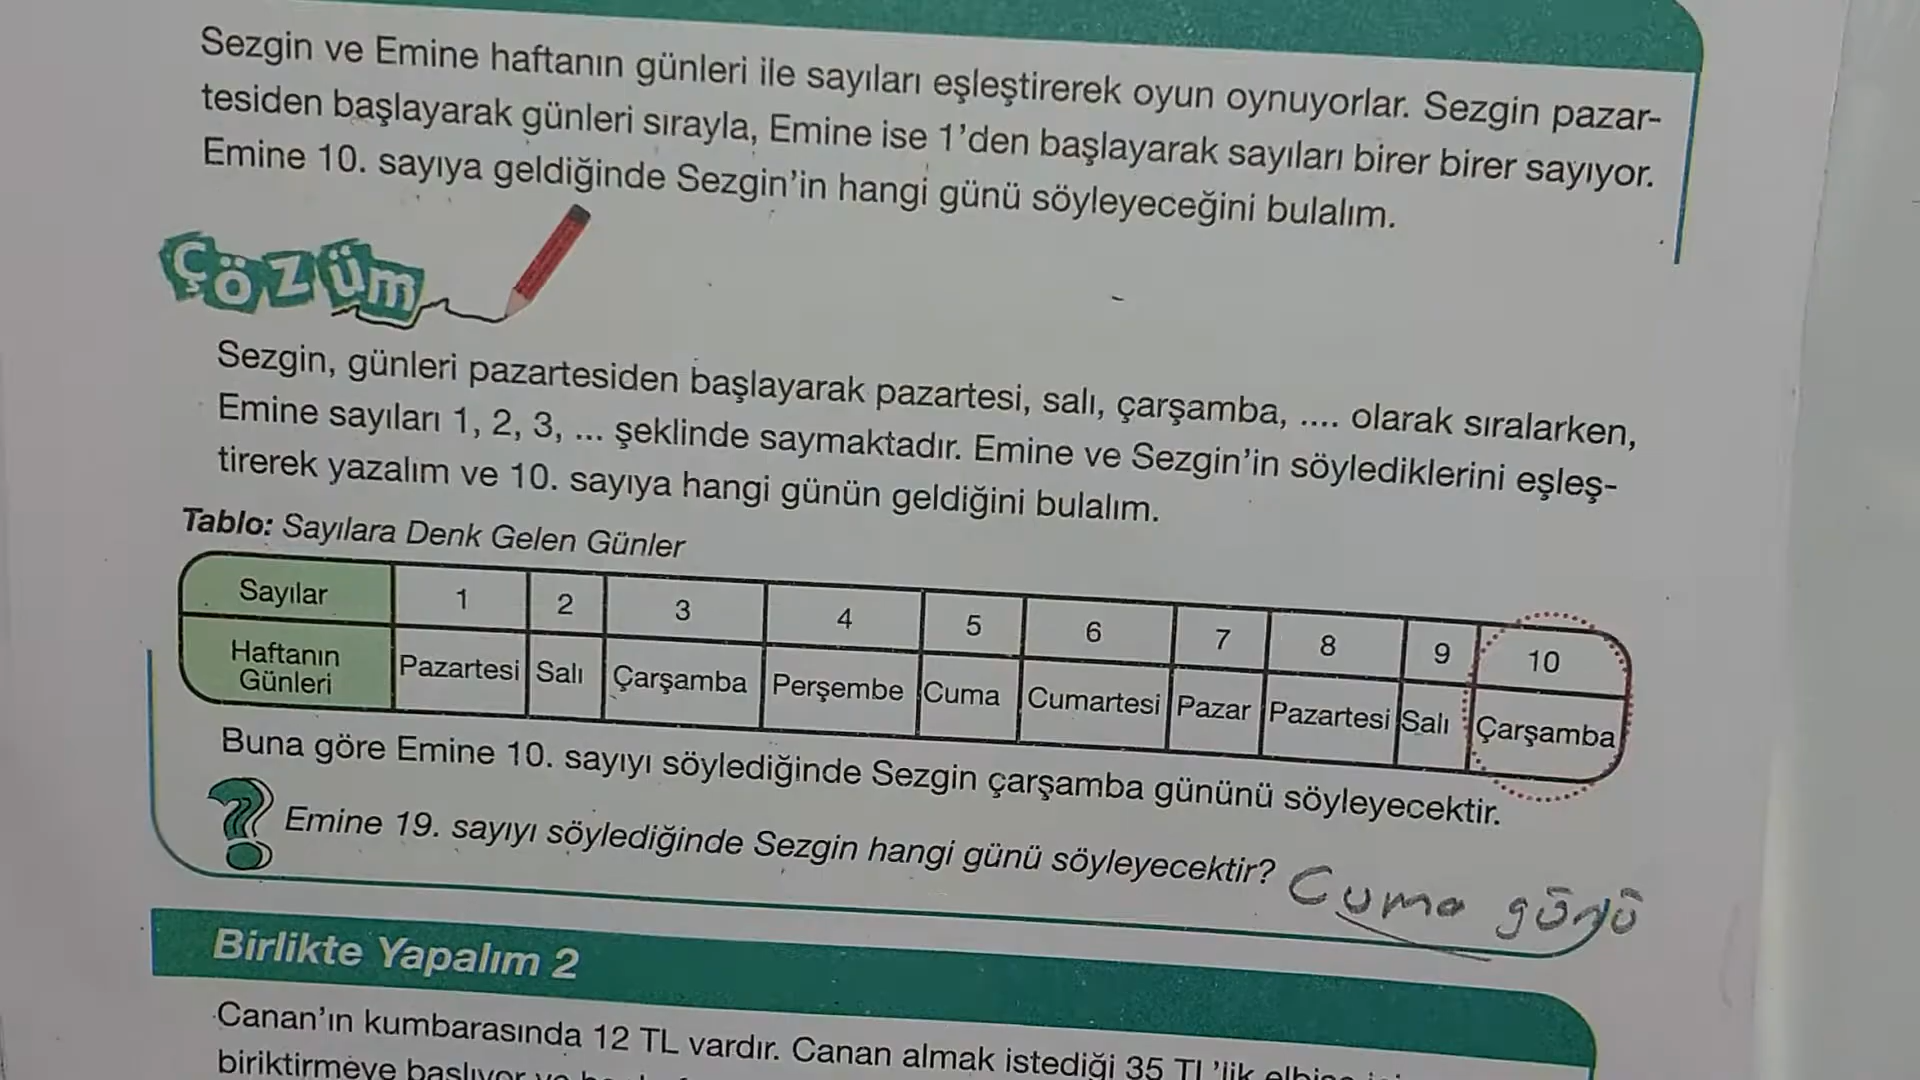 Sezgin ve Emine haftanın günleri ile sayıları eşleştirerek oyun oynuyorlar. Sezgin pazar-
tesiden başlayarak günleri sırayla, Emine ise 1’den başlayarak sayıları birer birer sayıyor.
Emine 10. sayıya geldiğinde Sezgin’in hangi günü söyleyeceğini bulalım.
Çözüm
Sezgin, günleri pazartesiden başlayarak pazartesi, salı, çarşamba, .... olarak sıralarken,
Emine sayıları 1, 2, 3, ... şeklinde saymaktadır. Emine ve Sezgin’in söylediklerini eşleş-
tirerek yazalım ve 10. sayıya hangi günün geldiğini bulalım.
Tablo: Sayılara Denk Gelen Günler
Sayılar 1 2 3 4 5 6 7 8 9 10
Haftanın Günleri Pazartesi Salı Çarşamba Perşembe Cuma Cumartesi Pazar Pazartesi Salı Çarşamba
Buna göre Emine 10. sayıyı söylediğinde Sezgin çarşamba gününü söyleyecektir.
? Emine 19. sayıyı söylediğinde Sezgin hangi günü söyleyecektir? Cuma günü
Birlikte Yapalım 2
Canan’ın kumbarasında 12 TL vardır. Canan almak istediği 35 TL’lik
biriktirmeye